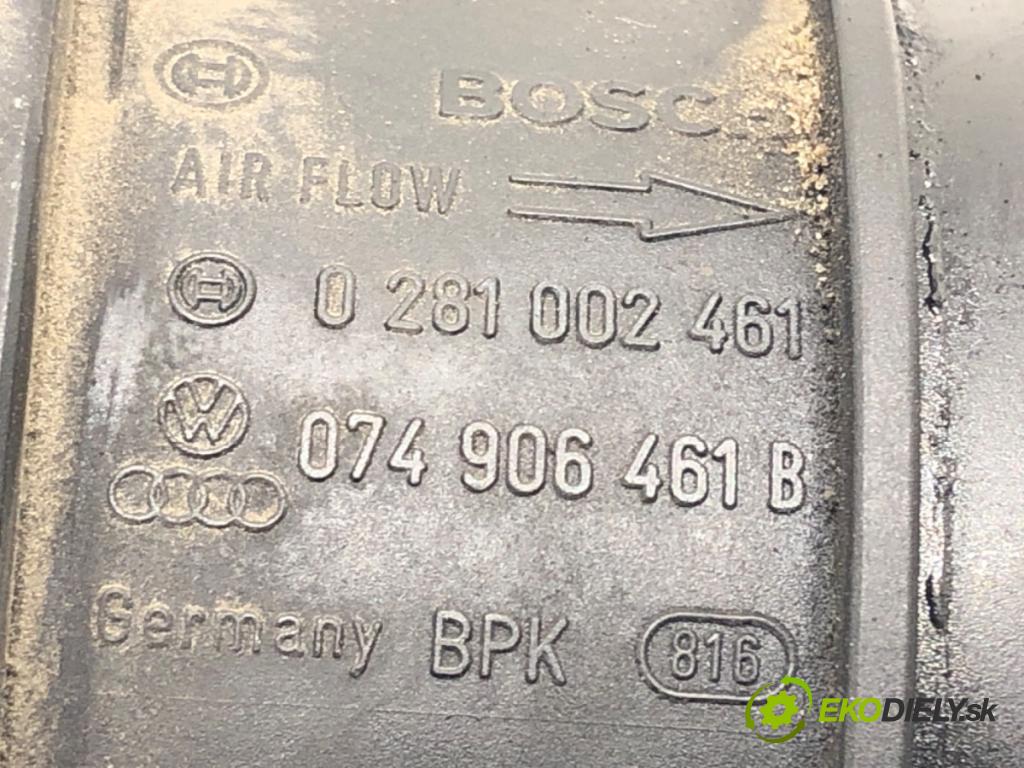 BOSCH
AIR FLOW
0 281 002 461
074 906 461 B
Germany BPK 816
EKODIELY.sk